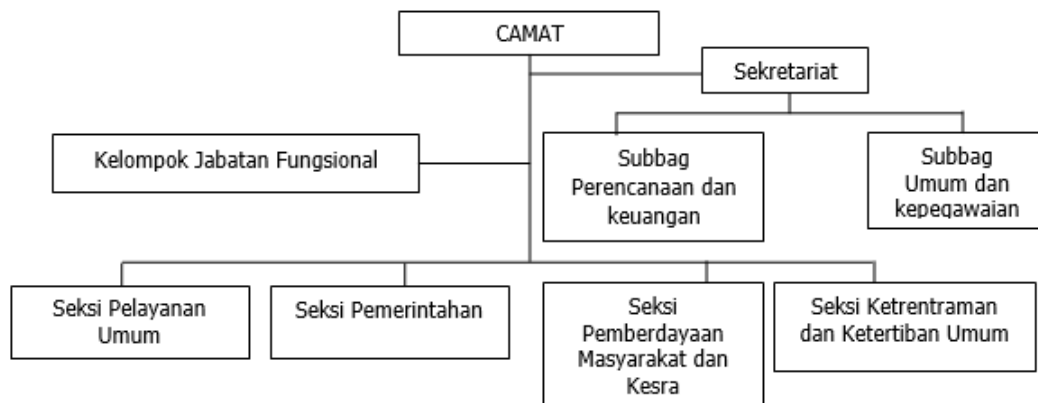 CAMAT
Sekretariat
Kelompok Jabatan Fungsional
Subbag
Perencanaan dan
keuangan
Subbag
Umum dan
kepegawaian
Seksi Pelayanan
Umum
Seksi Pemerintahan
Seksi
Pemberdayaan
Masyarakat dan
Kesra
Seksi Ketrentraman
dan Ketertiban Umum